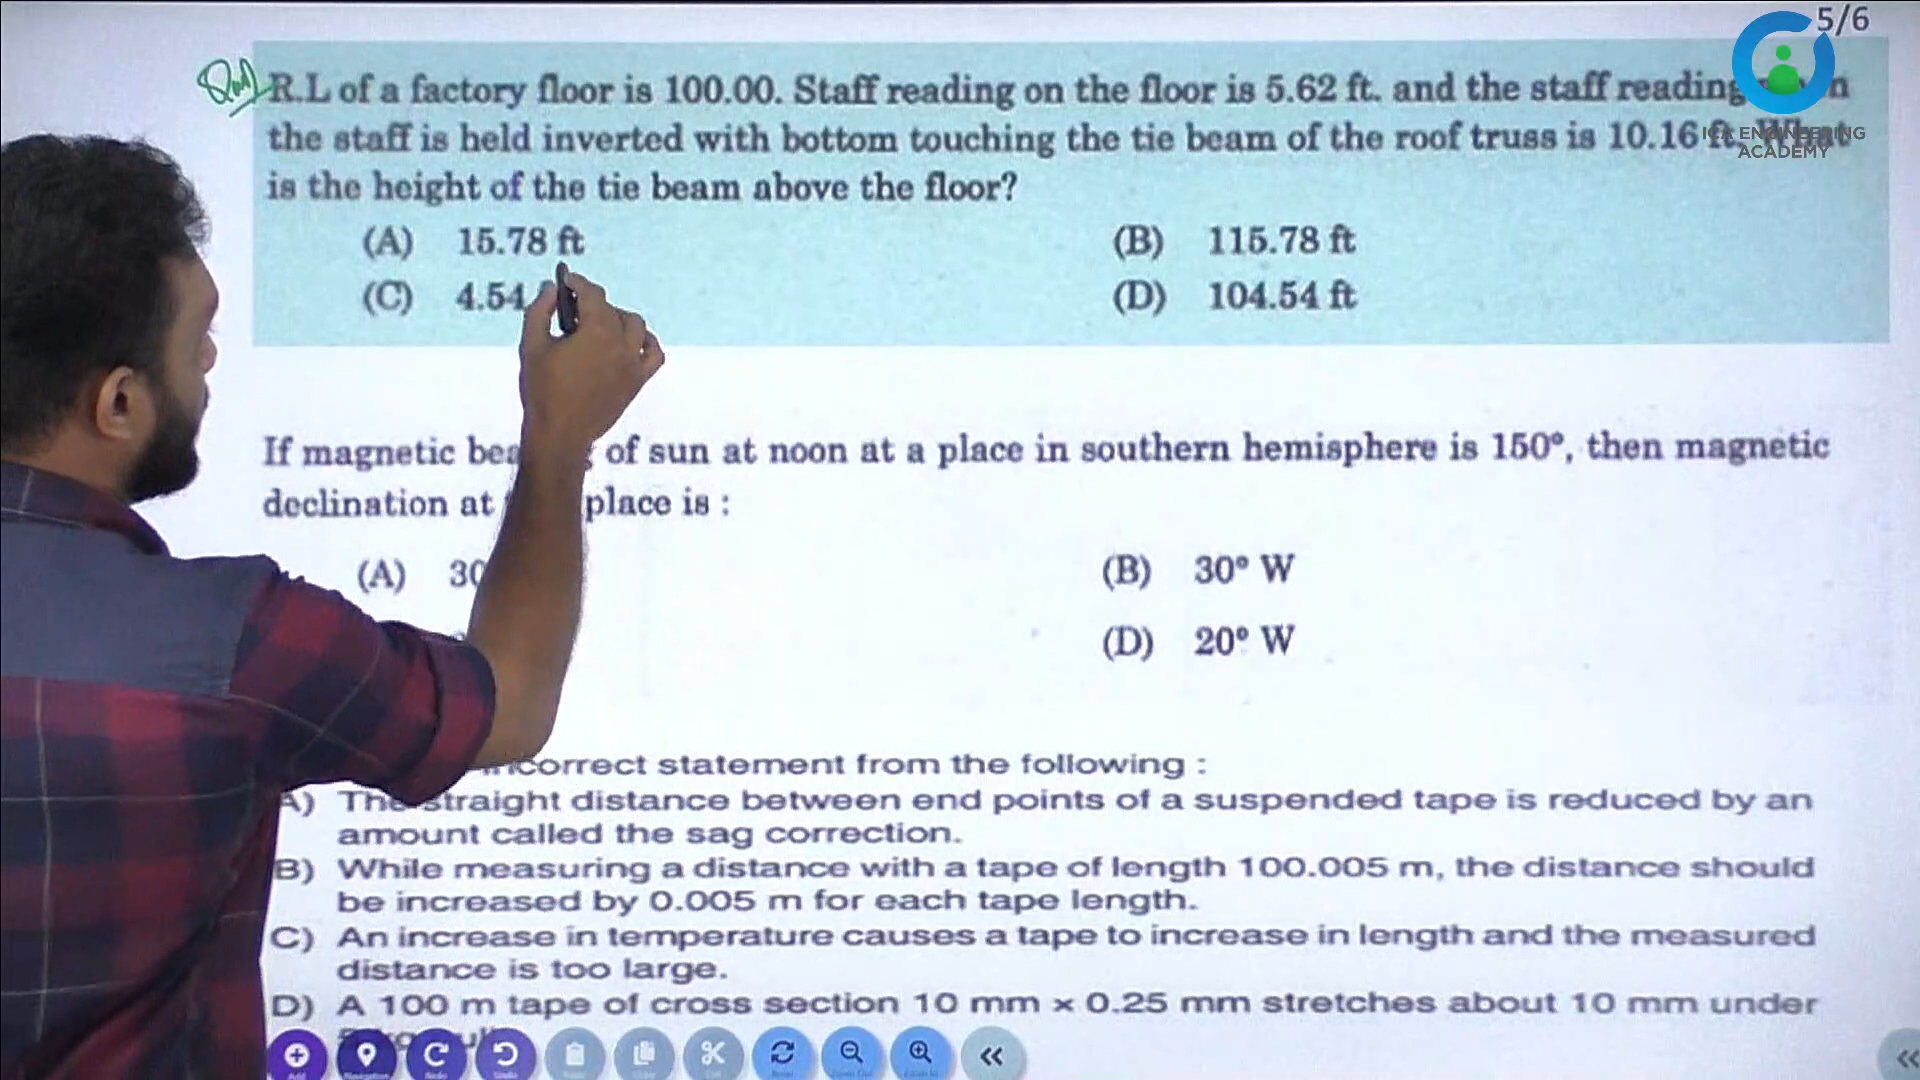 5/6
R.L of a factory floor is 100.00. Staff reading on the floor is 5.62 ft. and the staff reading
ICA ENGINEERING
ACADEMY
the staff is held inverted with bottom touching the tie beam of the roof truss is 10.16 ft. What
is the height of the tie beam above the floor?
(A) 15.78 ft (B) 115.78 ft
(C) 4.54 (D) 104.54 ft
If magnetic of sun at noon at a place in southern hemisphere is 150°, then magnetic
declination at place is :
(A) (B) 30° W
(D) 20° W
correct statement from the following :
A) The straight distance between end points of a suspended tape is reduced by an
amount called the sag correction.
B) While measuring a distance with a tape of length 100.005 m, the distance should
be increased by 0.005 m for each tape length.
C) An increase in temperature causes a tape to increase in length and the measured
distance is too large.
D) A 100 m tape of cross section 10 mm × 0.25 mm stretches about 10 mm under
Add Navigation Redo Undo